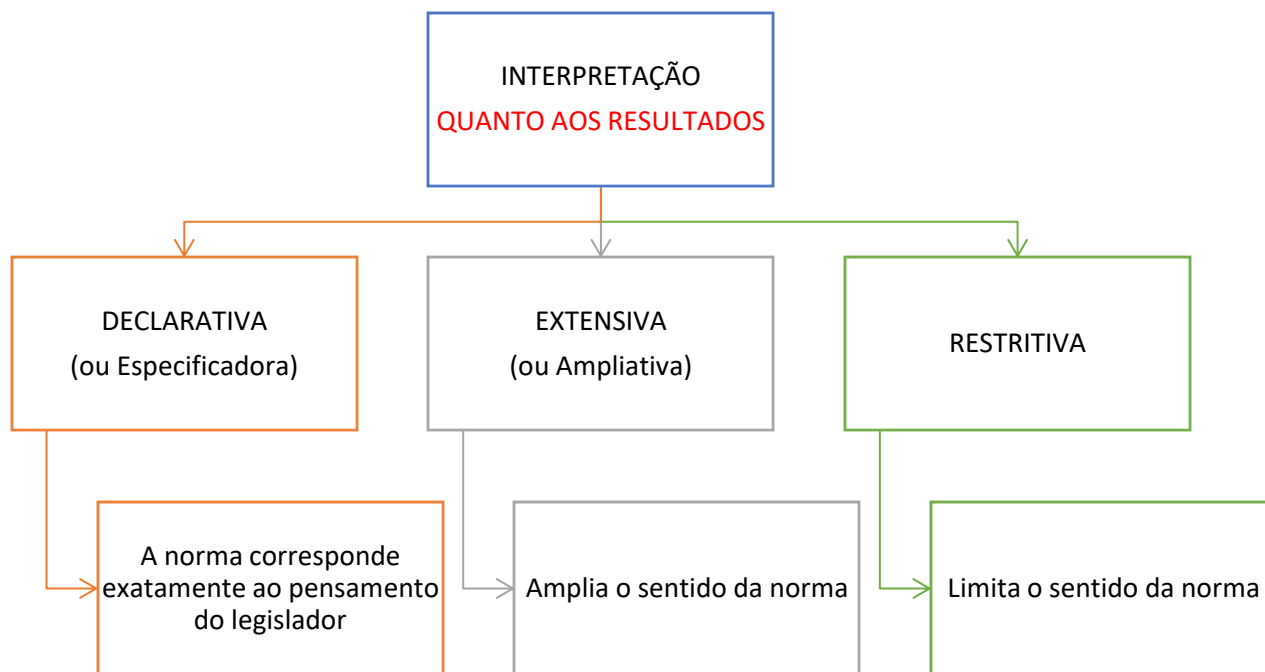 INTERPRETAÇÃO
QUANTO AOS RESULTADOS
DECLARATIVA
(ou Especificadora)
EXTENSIVA
(ou Ampliativa)
RESTRITIVA
A norma corresponde
exatamente ao pensamento
do legislador
Amplia o sentido da norma
Limita o sentido da norma